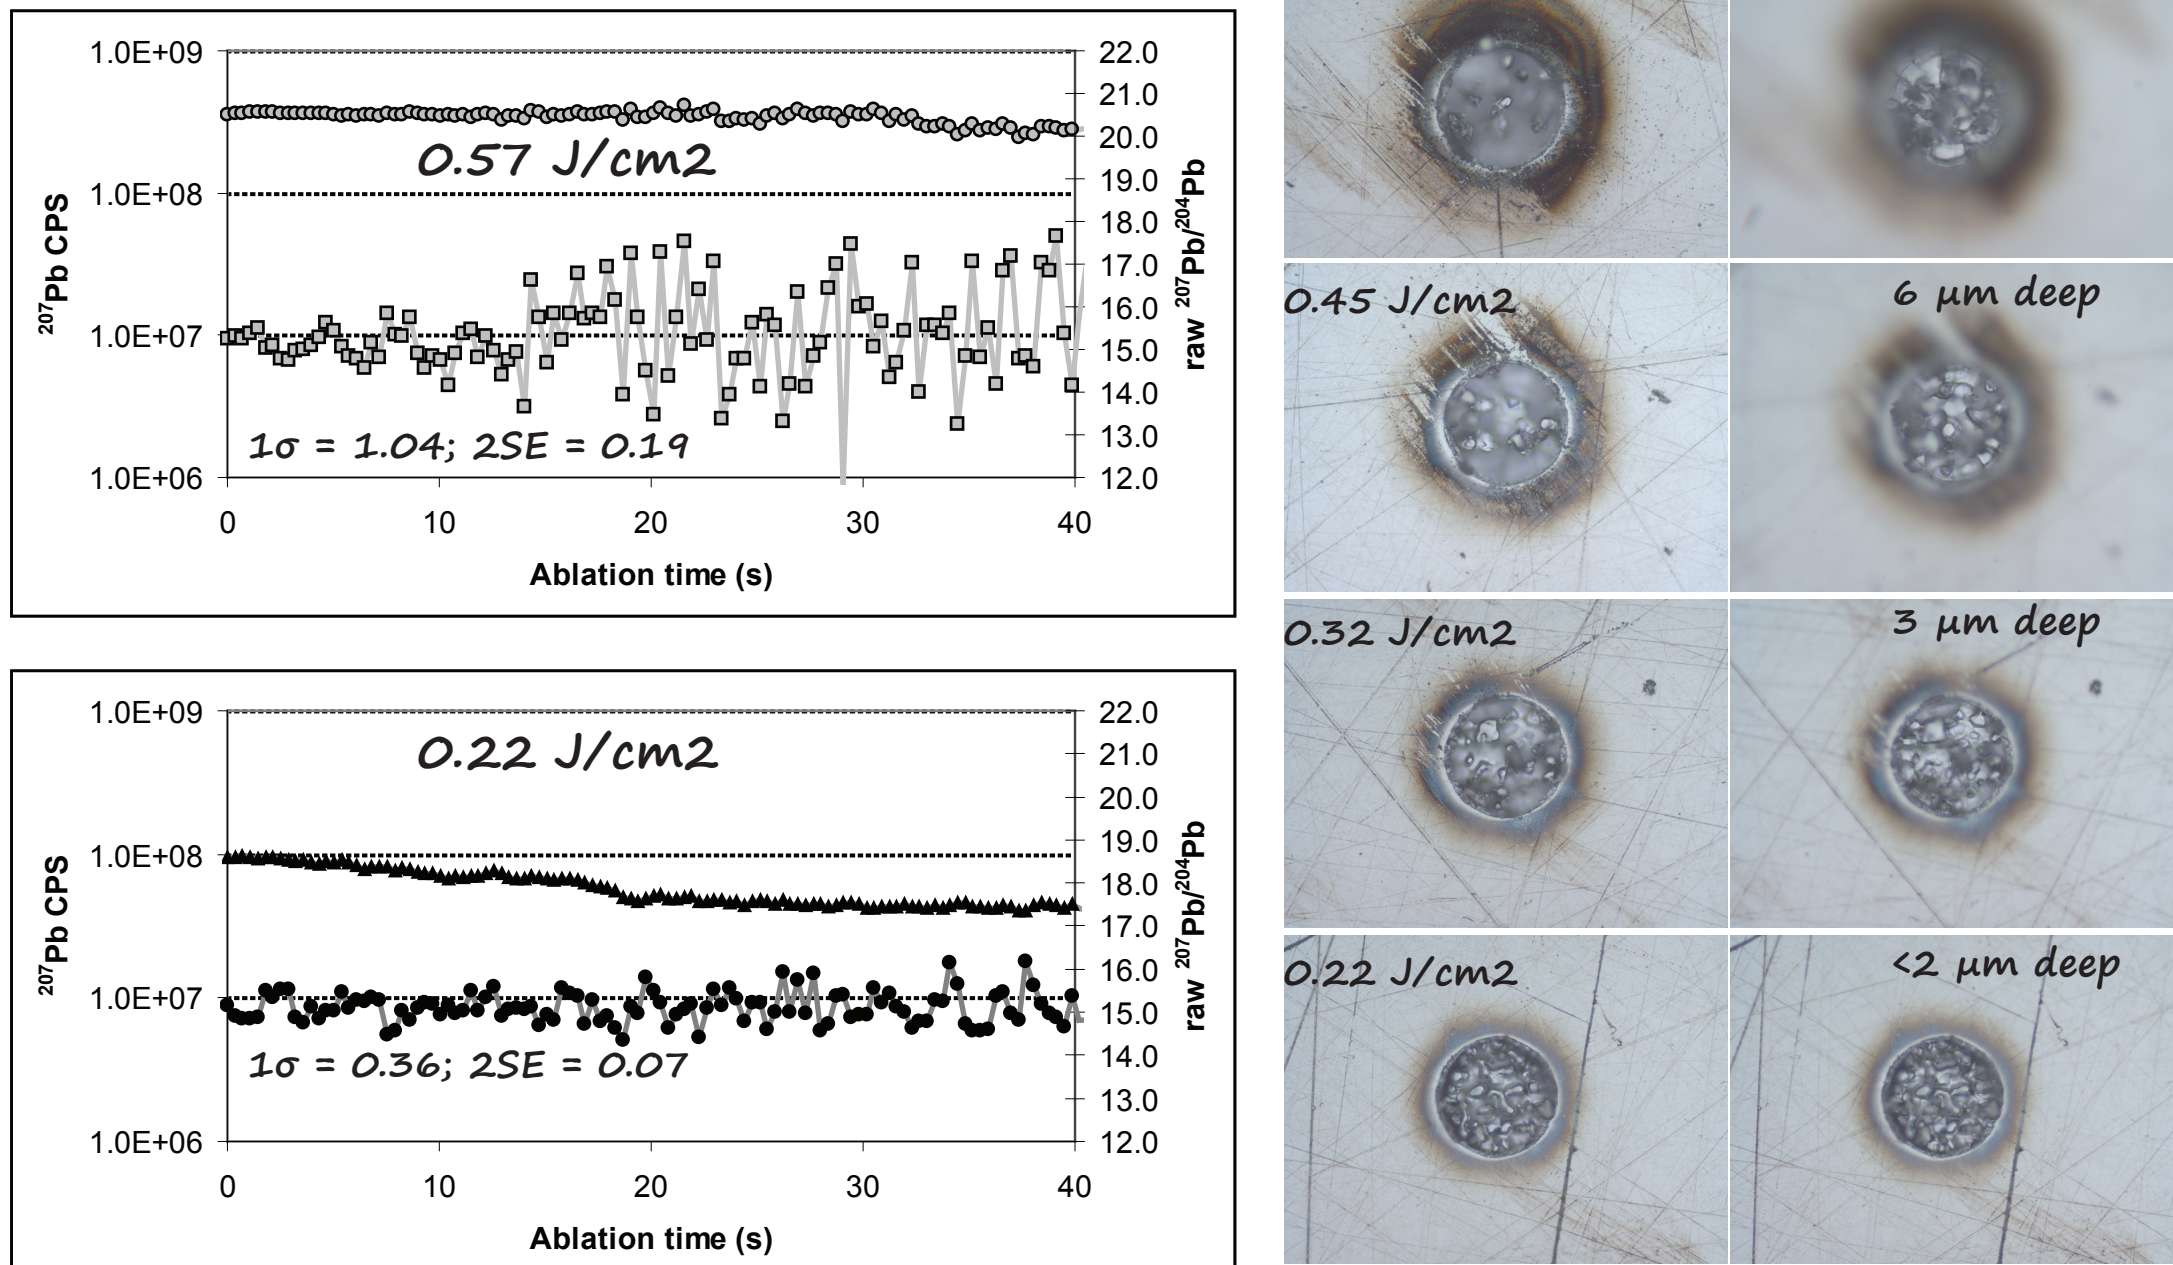 1.0E+09
1.0E+08
1.0E+07
1.0E+06
²⁰⁷Pb CPS
0.57 J/cm2
1σ = 1.04; 2SE = 0.19
22.0
21.0
20.0
19.0
18.0
17.0
16.0
15.0
14.0
13.0
12.0
raw ²⁰⁷Pb/²⁰⁴Pb
0 10 20 30 40
Ablation time (s)
1.0E+09
1.0E+08
1.0E+07
1.0E+06
²⁰⁷Pb CPS
0.22 J/cm2
1σ = 0.36; 2SE = 0.07
22.0
21.0
20.0
19.0
18.0
17.0
16.0
15.0
14.0
13.0
12.0
raw ²⁰⁷Pb/²⁰⁴Pb
0 10 20 30 40
Ablation time (s)
0.45 J/cm2
6 μm deep
0.32 J/cm2
3 μm deep
0.22 J/cm2
<2 μm deep